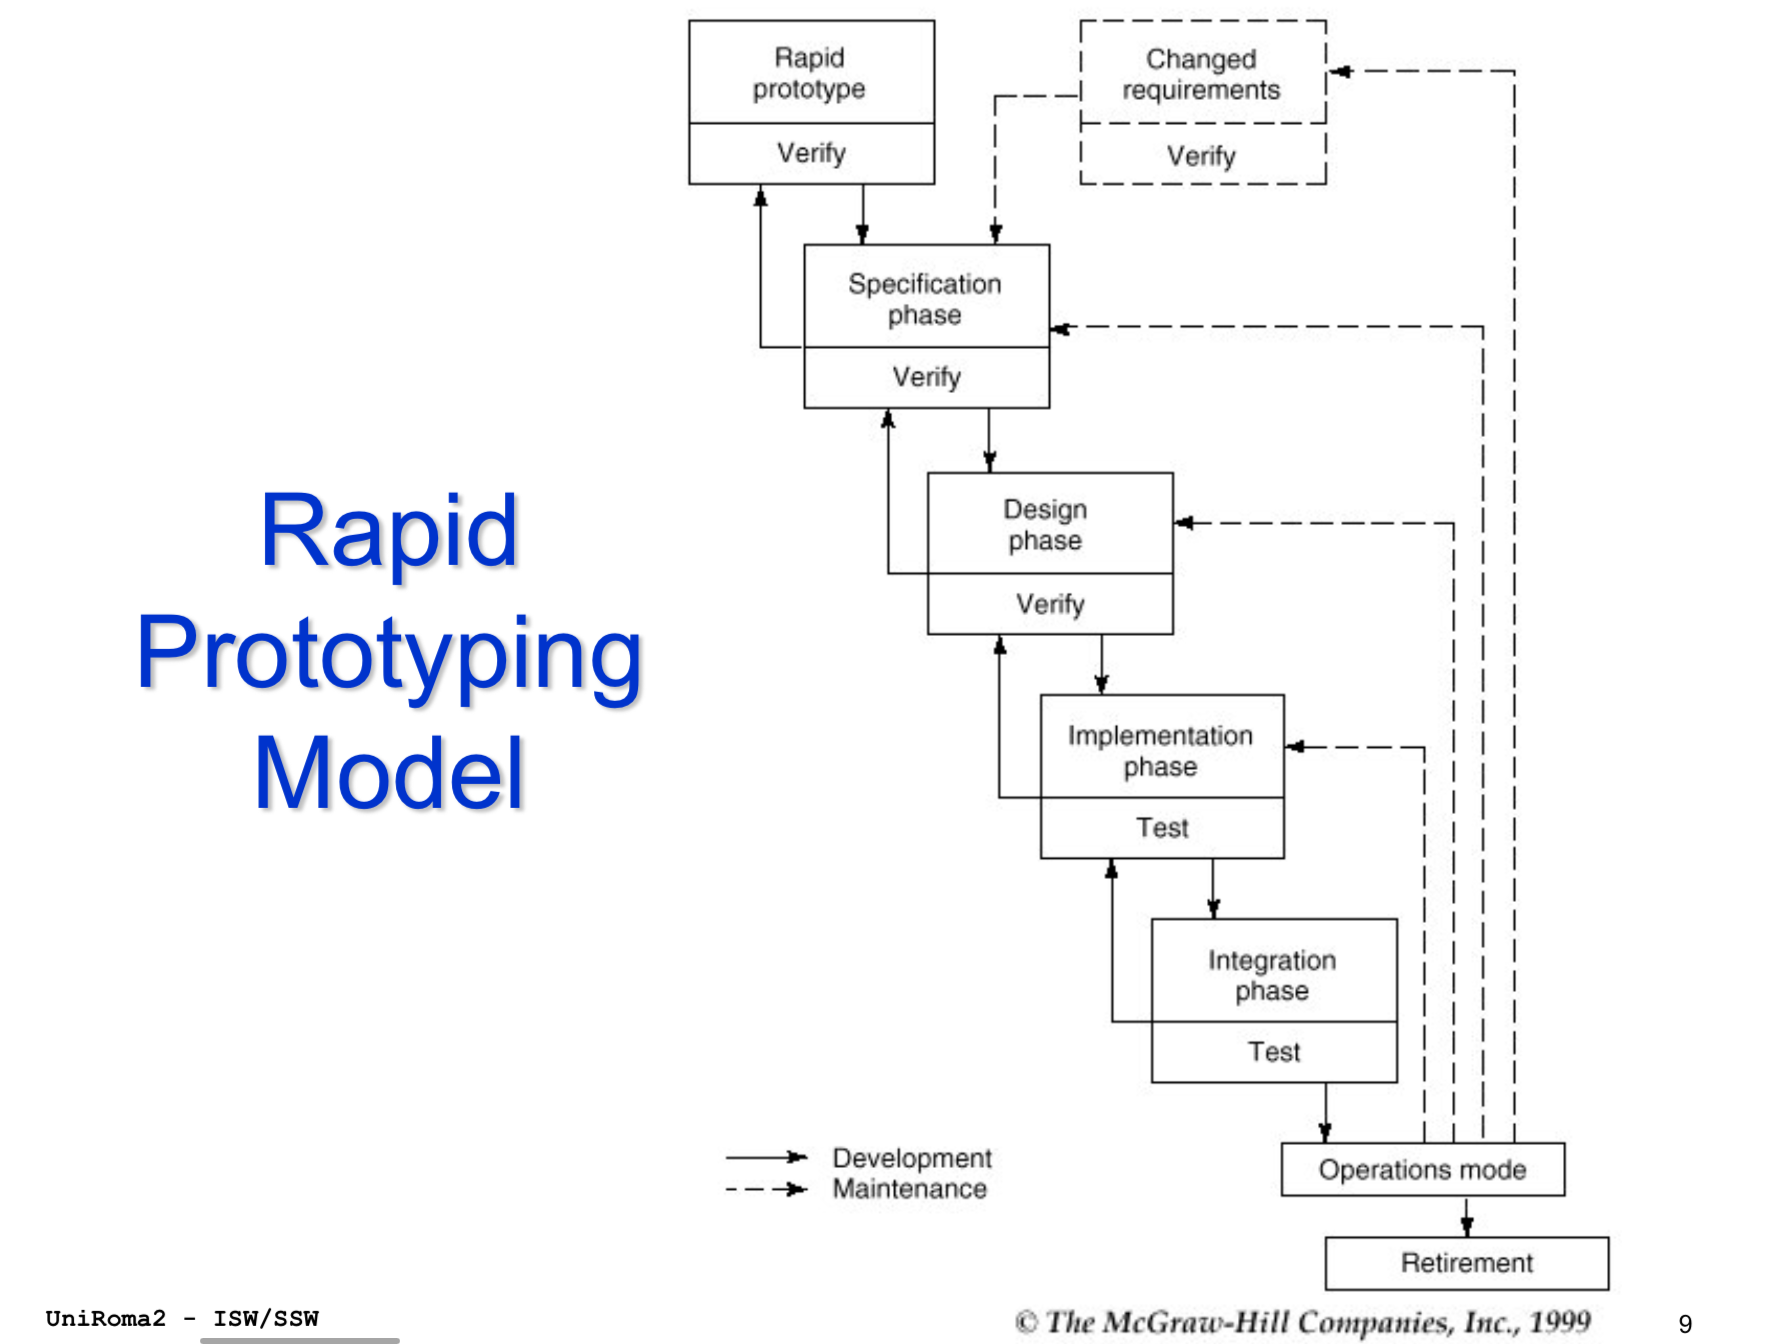 Rapid
Prototyping
Model
Rapid
prototype
Verify
Changed
requirements
Verify
Specification
phase
Verify
Design
phase
Verify
Implementation
phase
Test
Integration
phase
Test
Development
Maintenance
Operations mode
Retirement
UniRoma2 - ISW/SSW
© The McGraw-Hill Companies, Inc., 1999
9